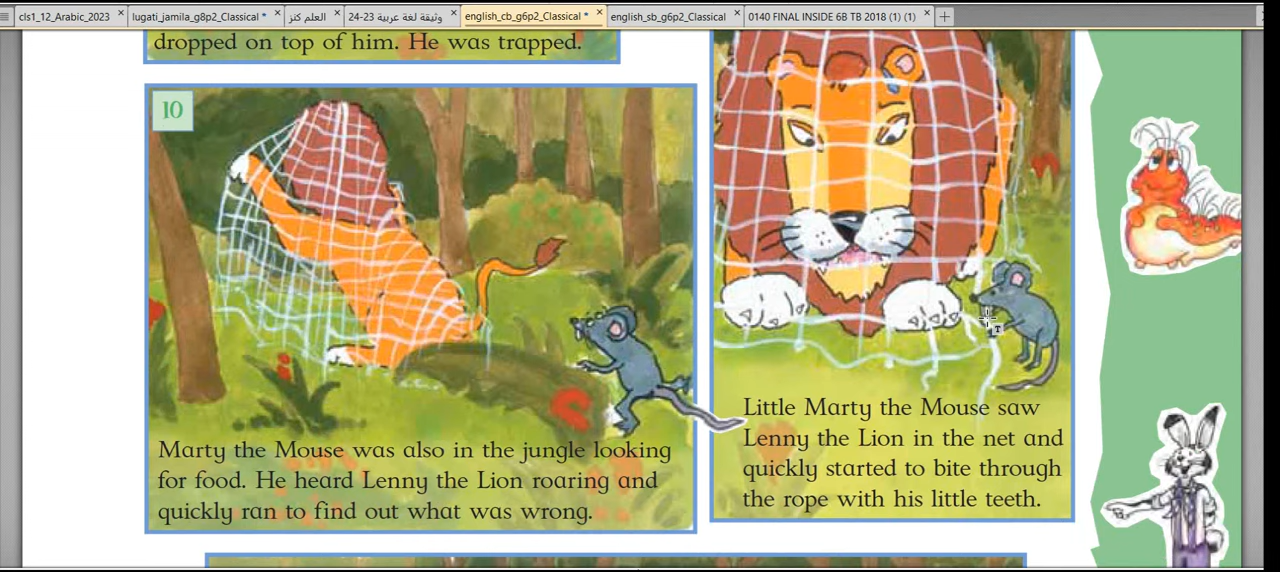 cls1_12_Arabic_2023
lugati_jamila_g8p2_Classical *
العلم كنز
وثيقة لغة عربية 23-24
english_cb_g6p2_Classical *
english_sb_g6p2_Classical
0140 FINAL INSIDE 6B TB 2018 (1) (1)
dropped on top of him. He was trapped.
10
Marty the Mouse was also in the jungle looking
for food. He heard Lenny the Lion roaring and
quickly ran to find out what was wrong.
Little Marty the Mouse saw
Lenny the Lion in the net and
quickly started to bite through
the rope with his little teeth.